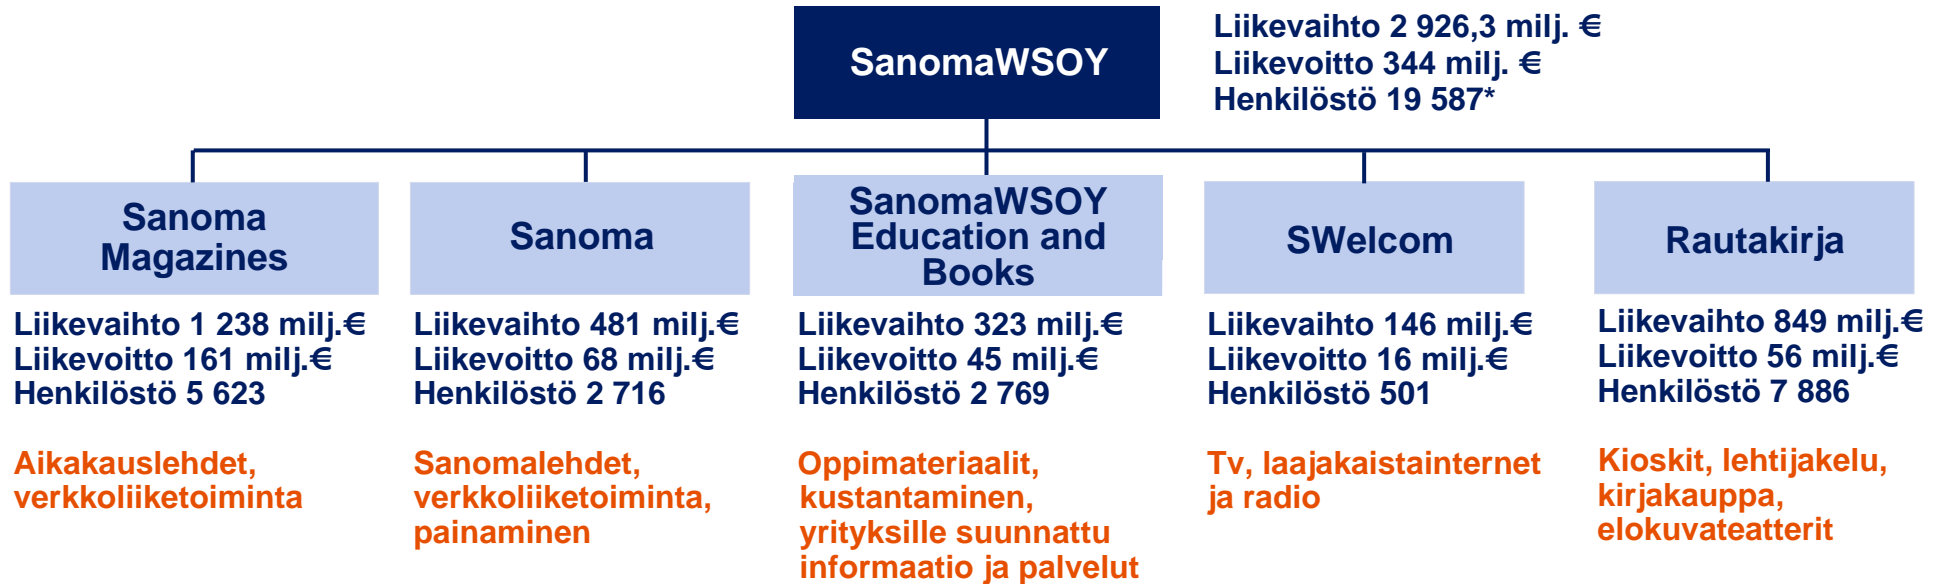 SanomaWSOY
Liikevaihto 2 926,3 milj. €
Liikevoitto 344 milj. €
Henkilöstö 19 587*
Sanoma
Magazines
Liikevaihto 1 238 milj.€
Liikevoitto 161 milj.€
Henkilöstö 5 623
Aikakauslehdet,
verkkoliiketoiminta
Sanoma
Liikevaihto 481 milj.€
Liikevoitto 68 milj.€
Henkilöstö 2 716
Sanomalehdet,
verkkoliiketoiminta,
painaminen
SanomaWSOY
Education and
Books
Liikevaihto 323 milj.€
Liikevoitto 45 milj.€
Henkilöstö 2 769
Oppimateriaalit,
kustantaminen,
yrityksille suunnattu
informaatio ja palvelut
SWelcom
Liikevaihto 146 milj.€
Liikevoitto 16 milj.€
Henkilöstö 501
Tv, laajakaistainternet
ja radio
Rautakirja
Liikevaihto 849 milj.€
Liikevoitto 56 milj.€
Henkilöstö 7 886
Kioskit, lehtijakelu,
kirjakauppa,
elokuvateatterit